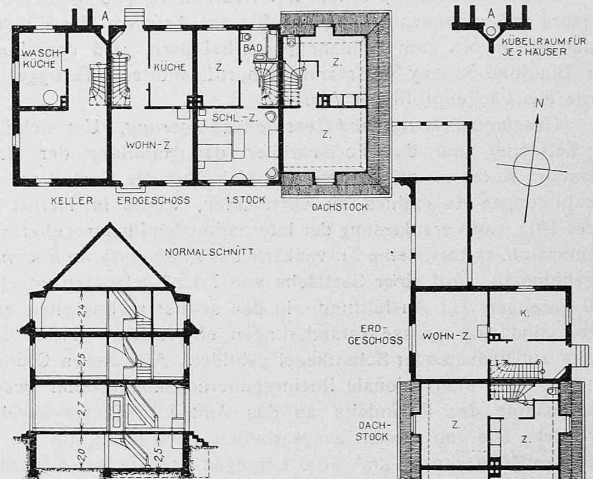 A
WASCH-
KÜCHE
KÜCHE
Z.
BAD
Z.
WOHN-Z.
SCHL.-Z.
Z.
KELLER
ERDGESCHOSS
1.STOCK
DACHSTOCK
A
KÜBELRAUM FÜR
JE 2 HÄUSER
N
NORMALSCHNITT
2,4
2,5
2,7
2,0
2,5
ERD-
GESCHOSS
WOHN-Z.
K.
DACH-
STOCK
Z.
Z.